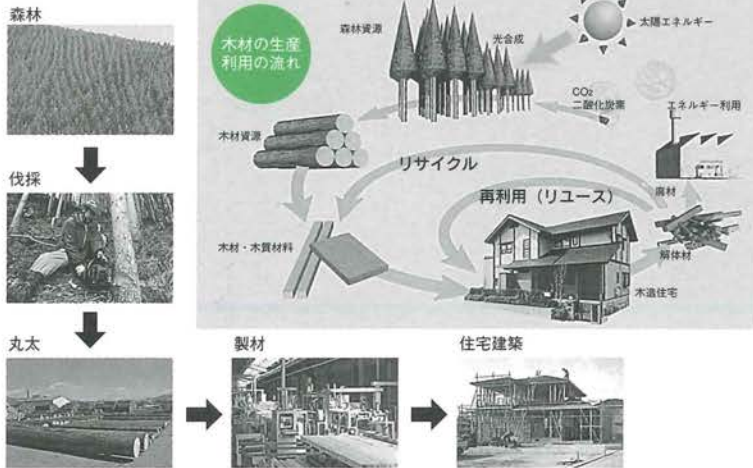 森林
伐採
丸太
製材
住宅建築
木材の生産
利用の流れ
森林資源
光合成
太陽エネルギー
CO₂
二酸化炭素
エネルギー利用
木材資源
リサイクル
廃材
再利用（リユース）
木材・木質材料
解体材
木造住宅